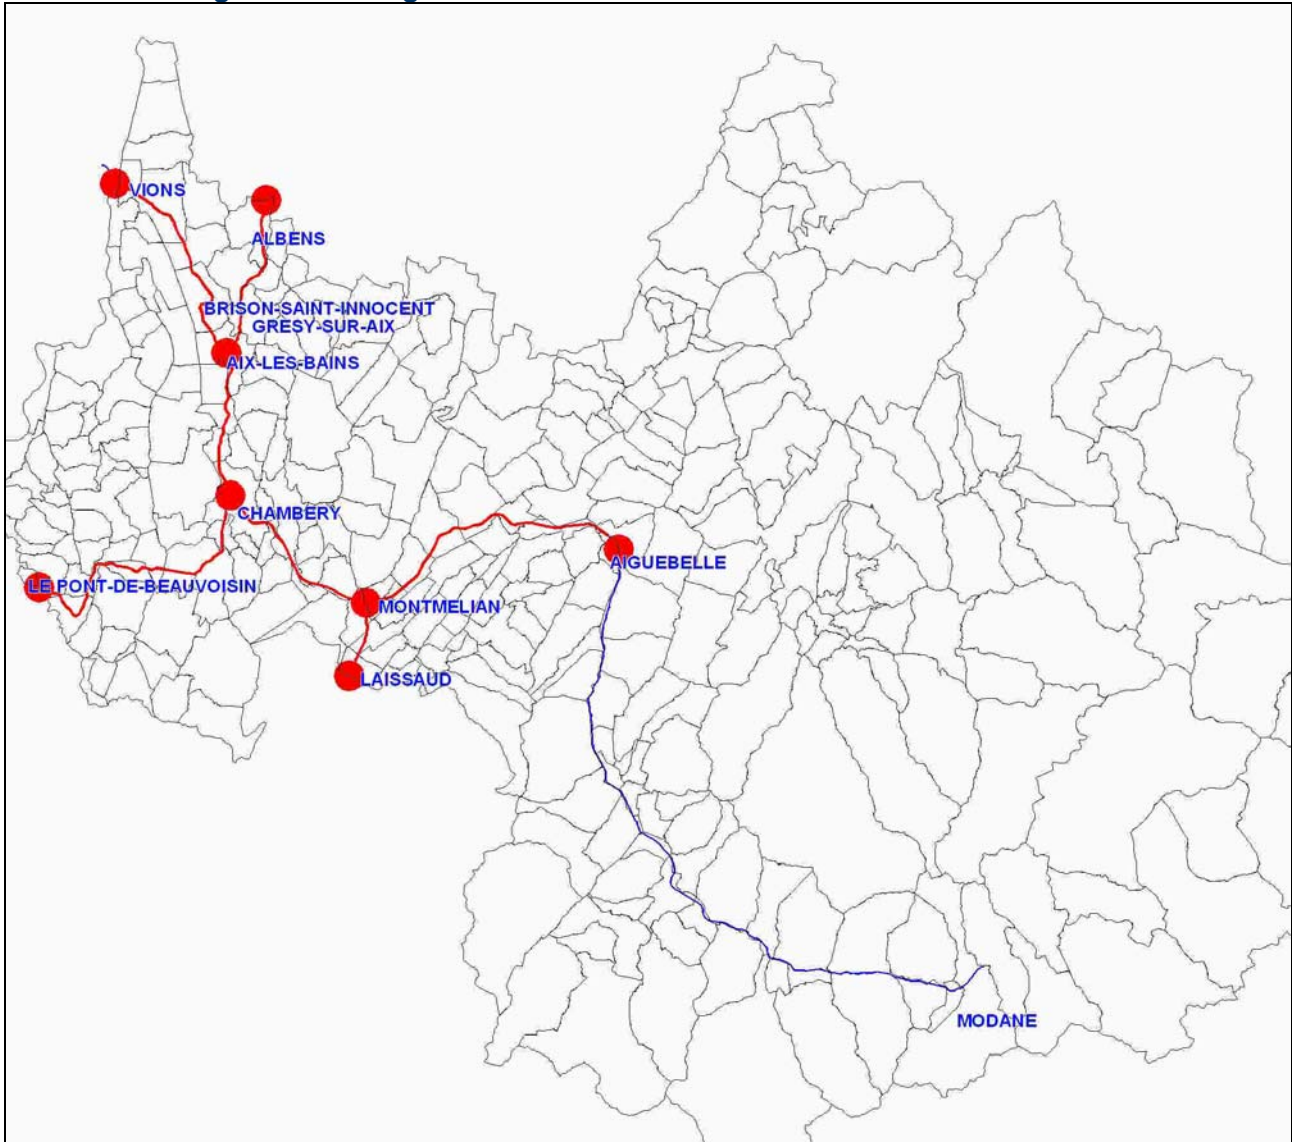 VIONS
ALBENS
BRISON-SAINT-INNOCENT
GRESY-SUR-AIX
AIX-LES-BAINS
CHAMBERY
AIGUEBELLE
LE PONT-DE-BEAUVOISIN
MONTMELIAN
LAISSAUD
MODANE